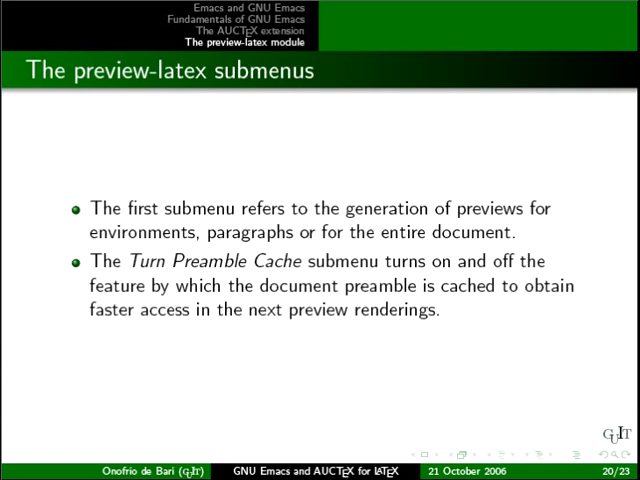 Emacs and GNU Emacs
Fundamentals of GNU Emacs
The AUCTEX extension
The preview-latex module
The preview-latex submenus
The first submenu refers to the generation of previews for
environments, paragraphs or for the entire document.
The Turn Preamble Cache submenu turns on and off the
feature by which the document preamble is cached to obtain
faster access in the next preview renderings.
GUIT
Onofrio de Bari (GUIT) GNU Emacs and AUCTEX for LATEX 21 October 2006 20/23